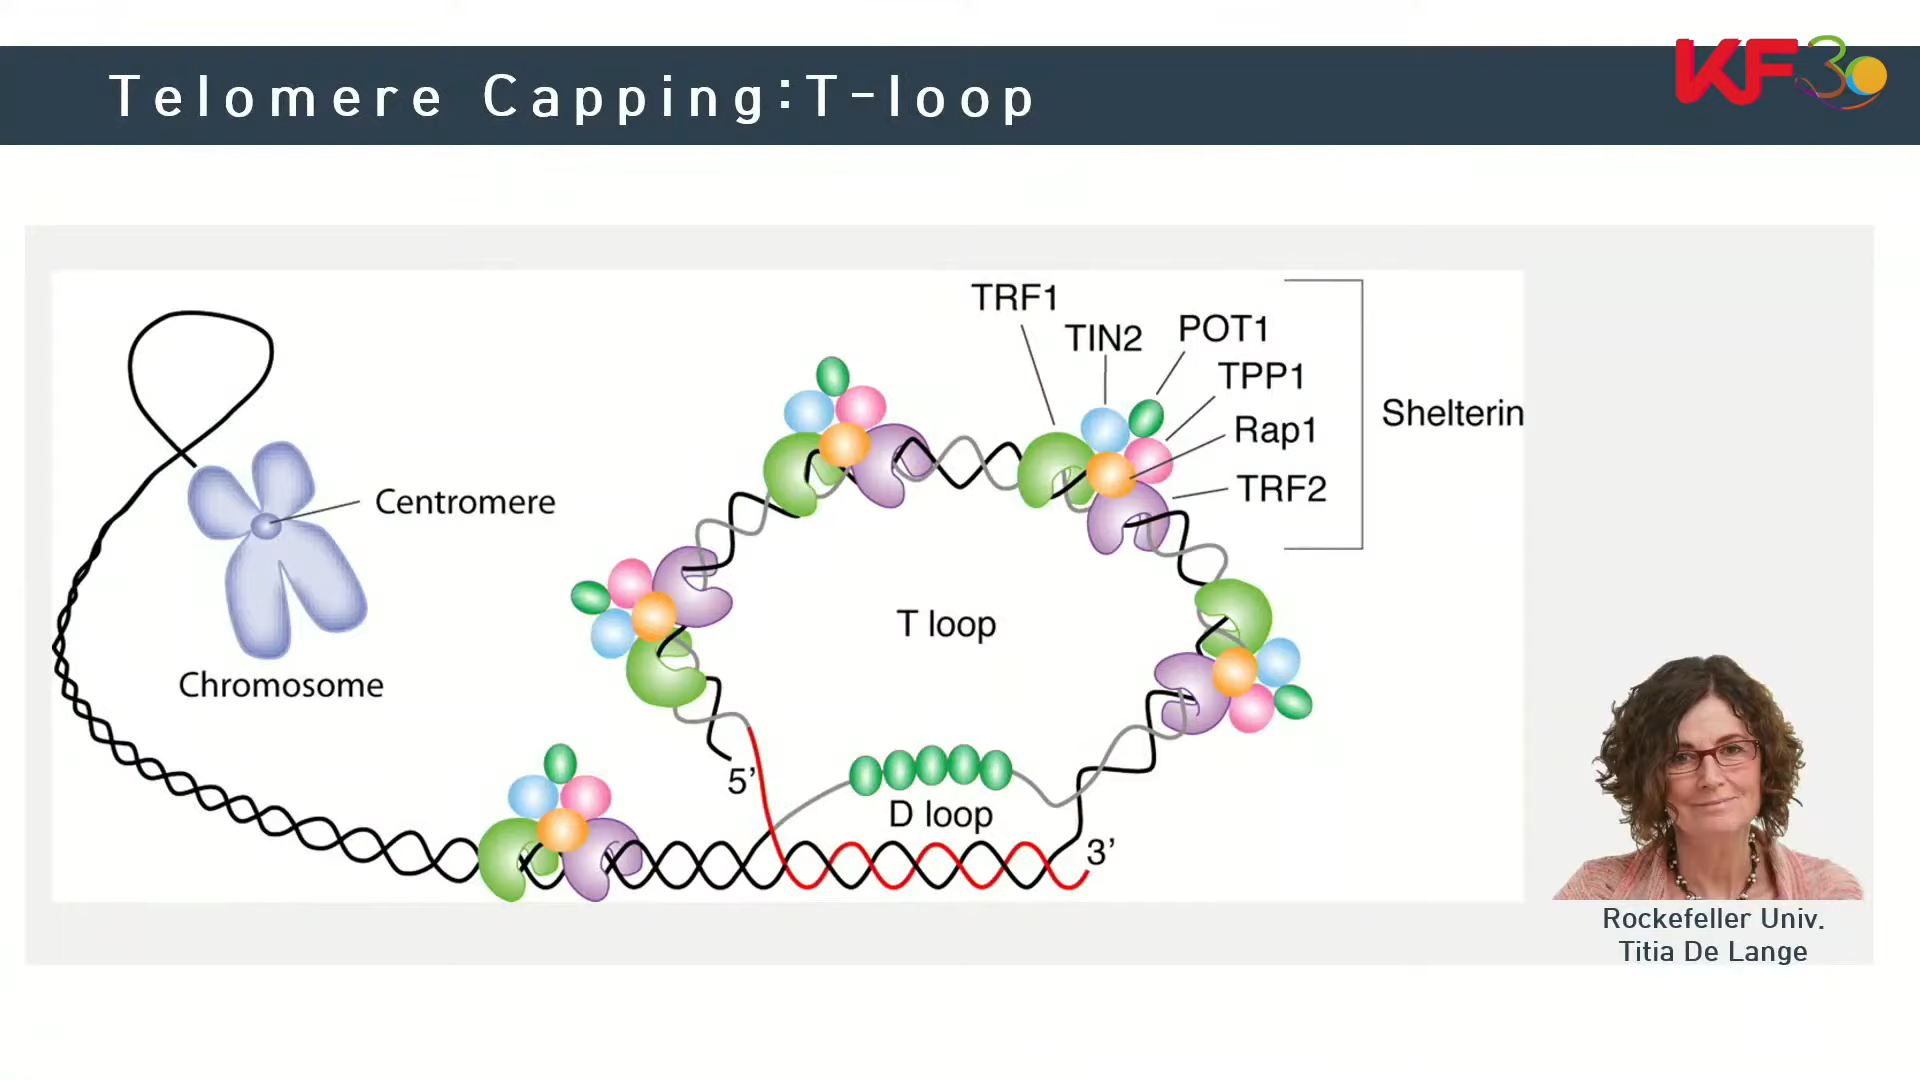 Telomere Capping:T-loop
KF30
TRF1
TIN2
POT1
TPP1
Rap1
TRF2
Shelterin
Centromere
Chromosome
T loop
5’
D loop
3’
Rockefeller Univ.
Titia De Lange